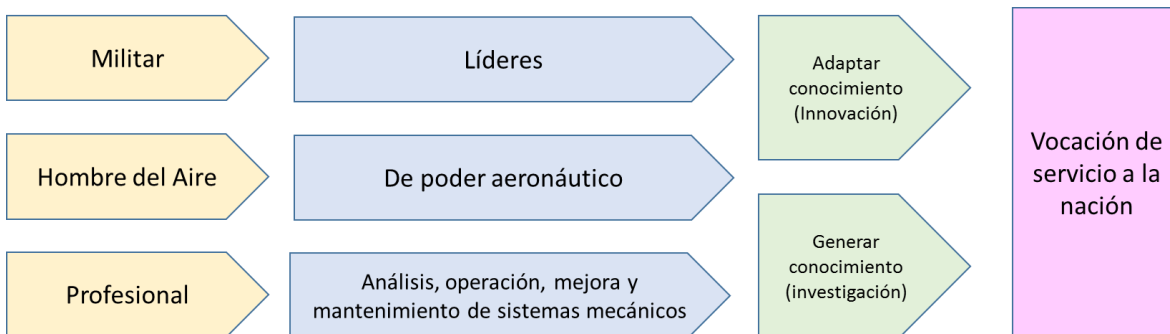 Militar
Líderes
Adaptar
conocimiento
(Innovación)
Hombre del Aire
De poder aeronáutico
Vocación de
servicio a la
nación
Profesional
Análisis, operación, mejora y
mantenimiento de sistemas mecánicos
Generar
conocimiento
(investigación)